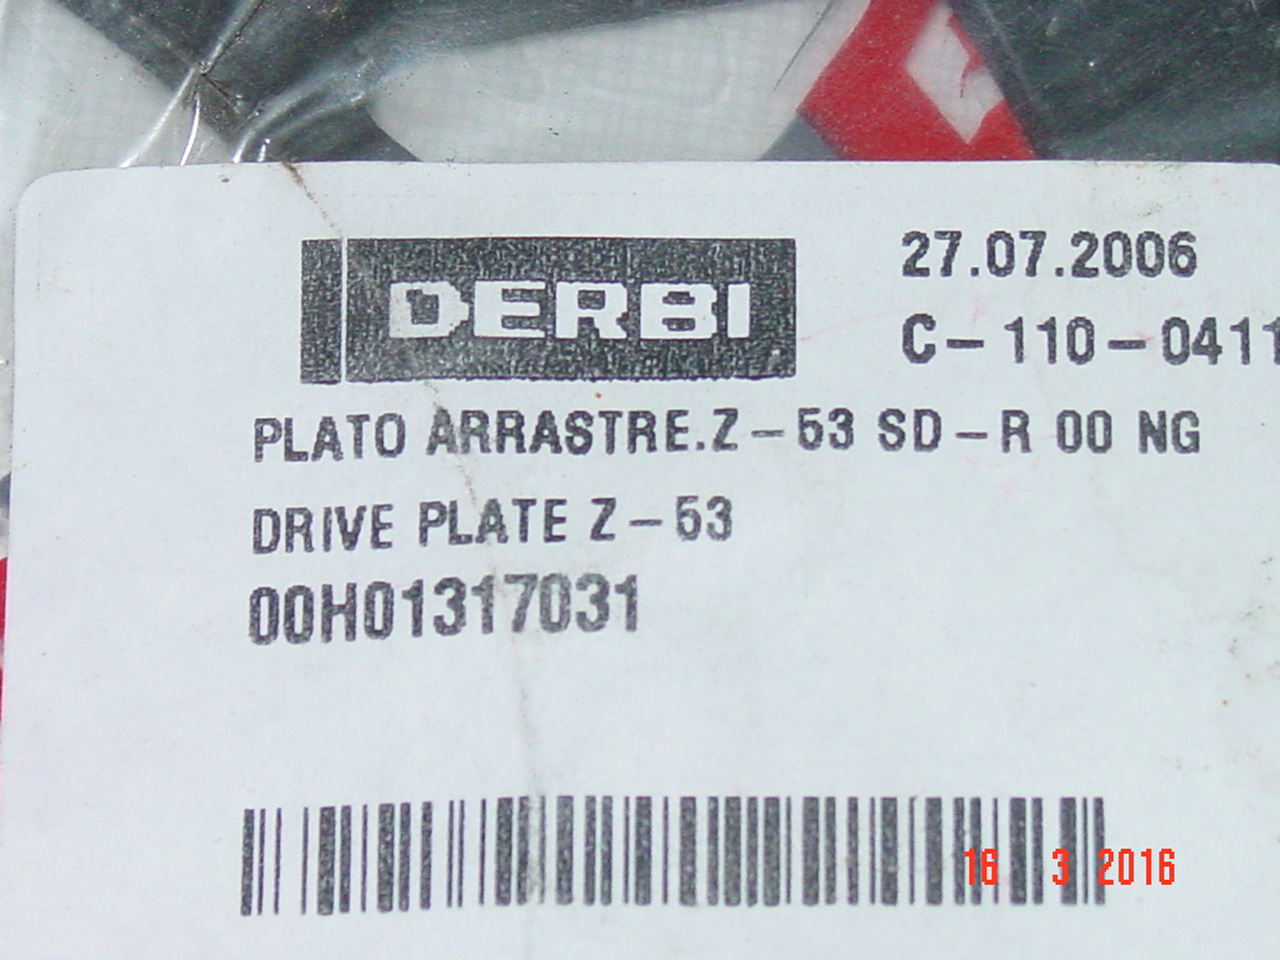 DERBI
27.07.2006
C-110-0411
PLATO ARRASTRE.Z-53 SD-R 00 NG
DRIVE PLATE Z-53
00H01317031
16 3 2016